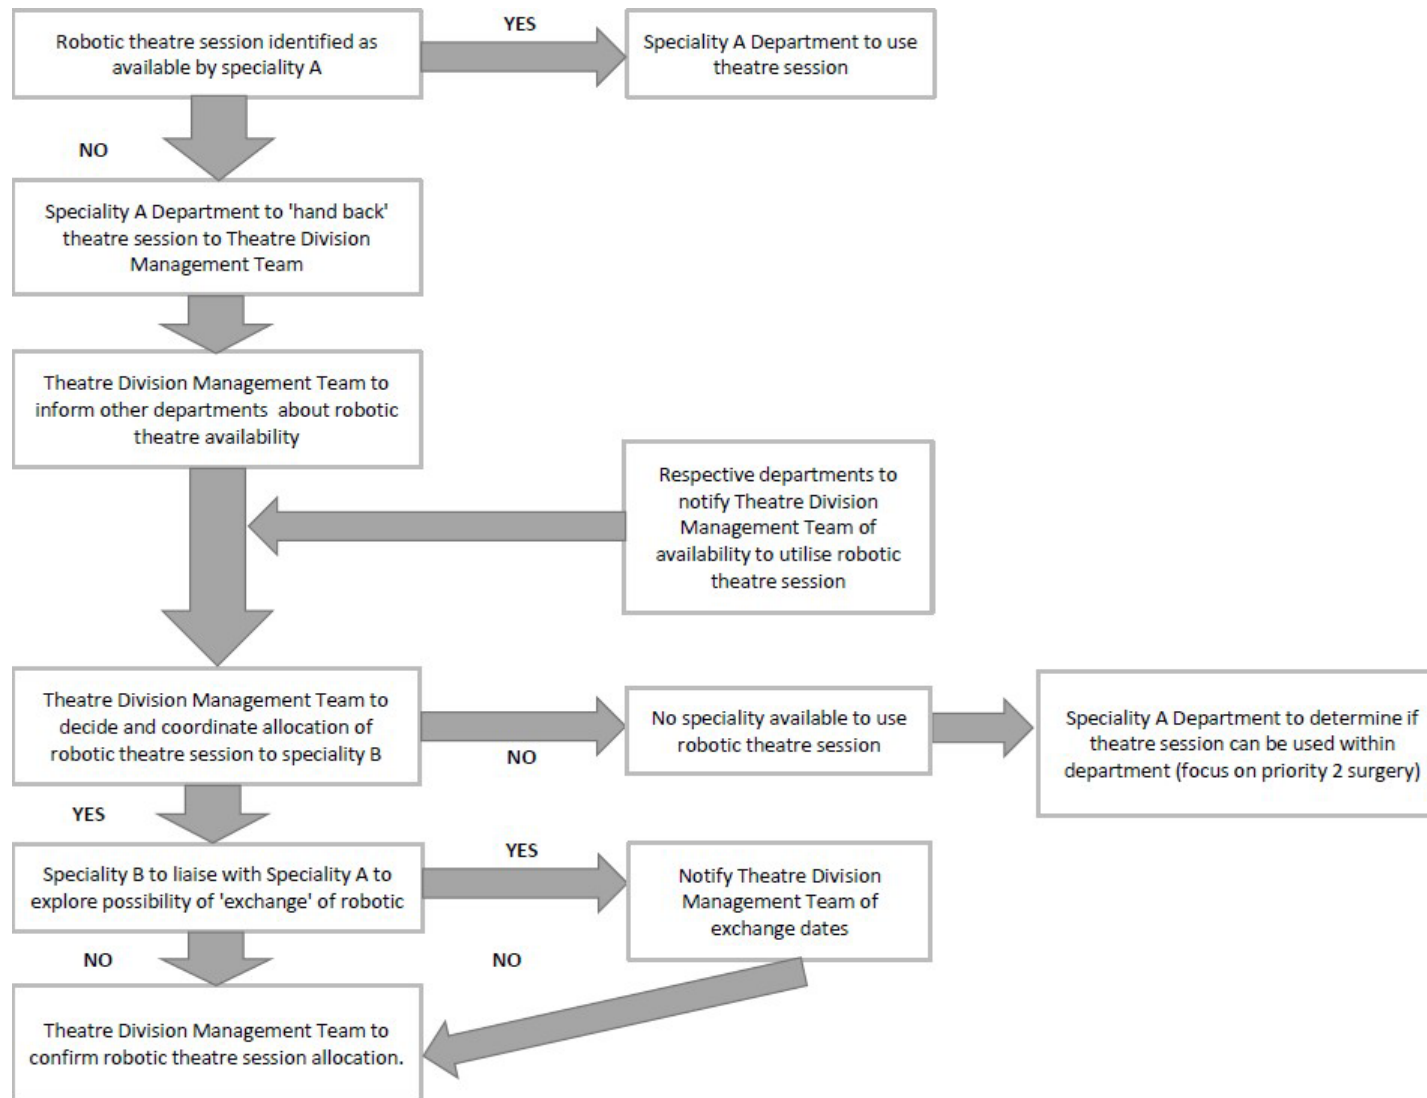 Robotic theatre session identified as
available by speciality A
YES
Speciality A Department to use
theatre session
NO
Speciality A Department to 'hand back'
theatre session to Theatre Division
Management Team
Theatre Division Management Team to
inform other departments about robotic
theatre availability
Respective departments to
notify Theatre Division
Management Team of
availability to utilise robotic
theatre session
Theatre Division Management Team to
decide and coordinate allocation of
robotic theatre session to speciality B
NO
No speciality available to use
robotic theatre session
Speciality A Department to determine if
theatre session can be used within
department (focus on priority 2 surgery)
YES
Speciality B to liaise with Speciality A to
explore possibility of 'exchange' of robotic
YES
Notify Theatre Division
Management Team of
exchange dates
NO
NO
Theatre Division Management Team to
confirm robotic theatre session allocation.